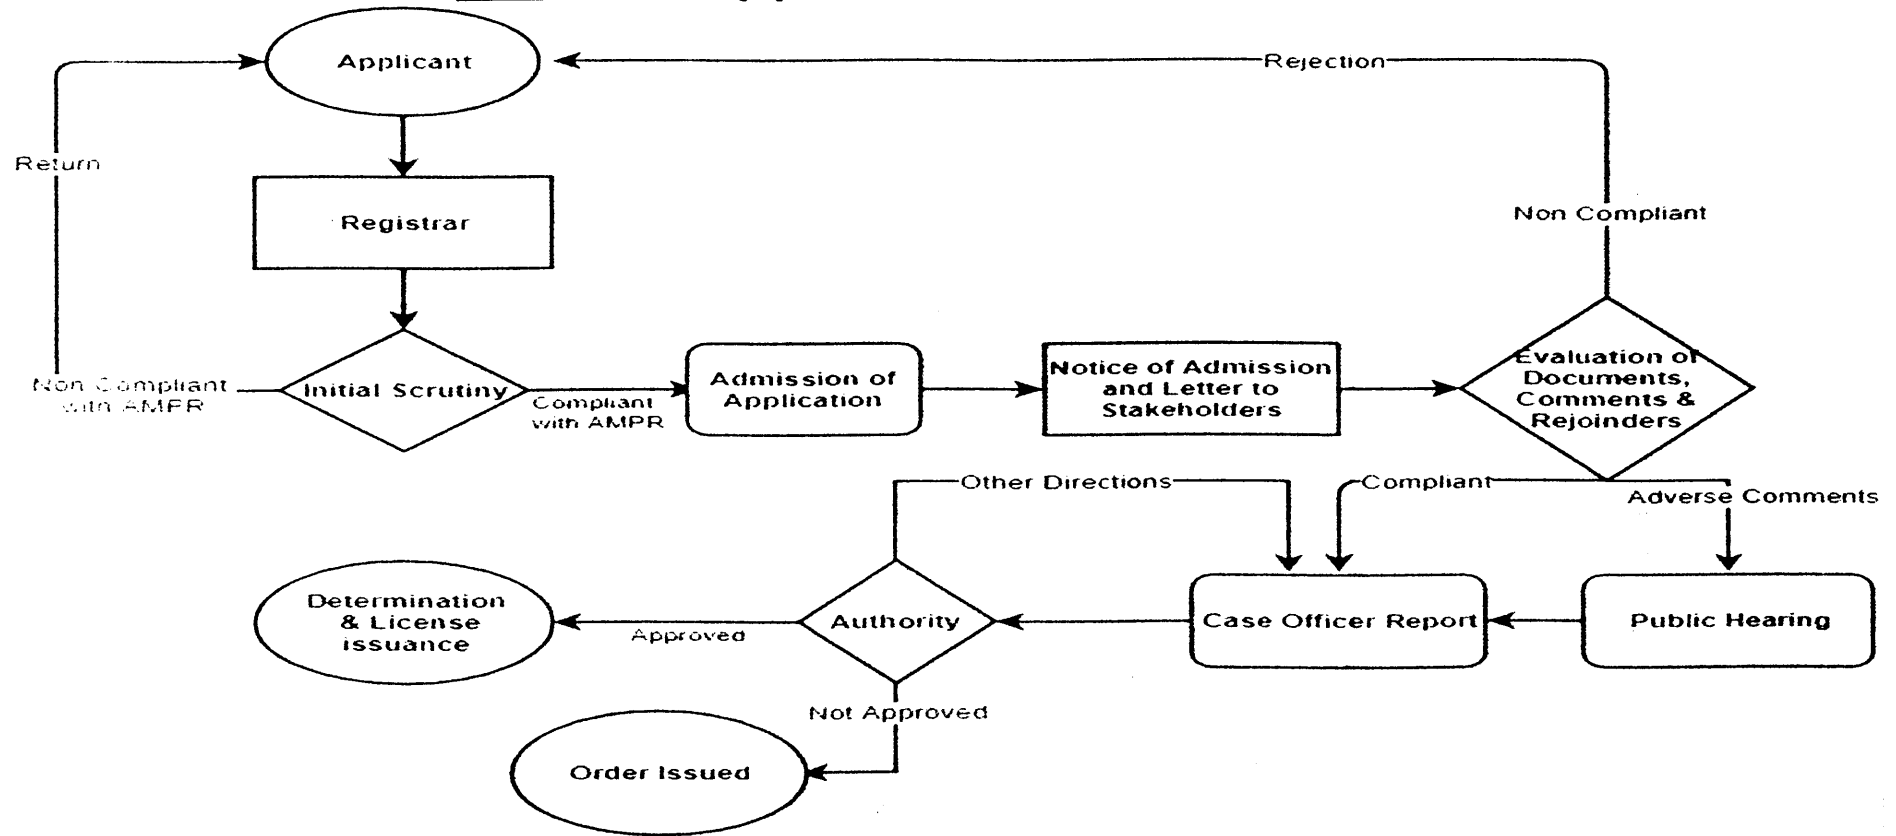 Applicant
Rejection
Return
Registrar
Non Compliant
Initial Scrutiny
Non Compliant
with AMPR
Compliant
with AMPR
Admission of
Application
Notice of Admission
and Letter to
Stakeholders
Evaluation of
Documents,
Comments &
Rejoinders
Other Directions
Compliant
Adverse Comments
Determination
& License
issuance
Approved
Authority
Case Officer Report
Public Hearing
Not Approved
Order Issued